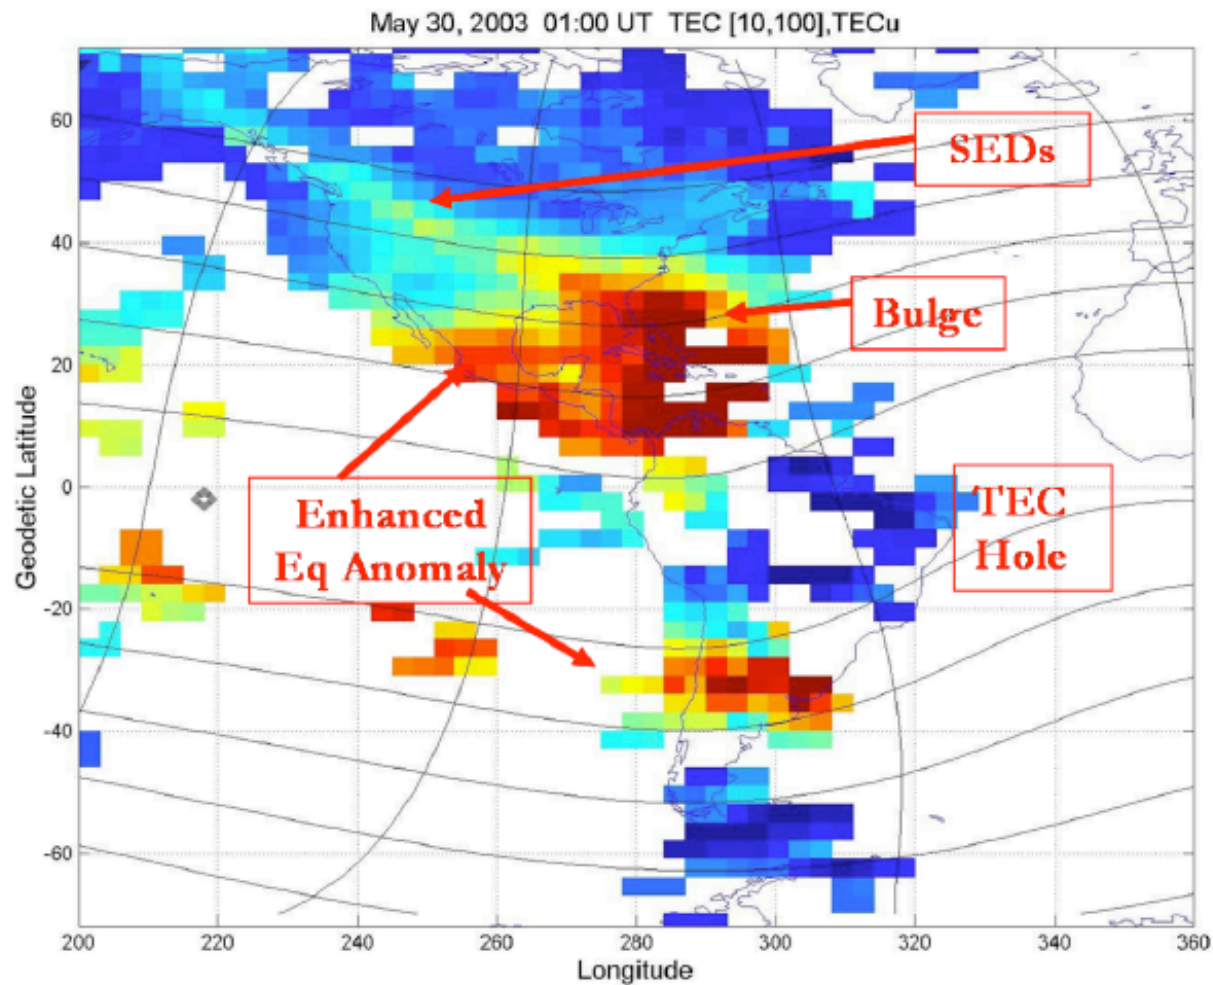 May 30, 2003 01:00 UT TEC [10,100],TECu
60
SEDs
40
Bulge
20
Geodetic Latitude
0
Enhanced
Eq Anomaly
TEC
Hole
-20
-40
-60
200
220
240
260
280
300
320
340
360
Longitude